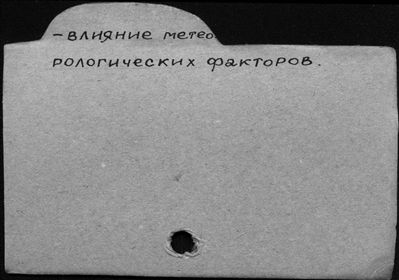 -влияние метео
рологических факторов.